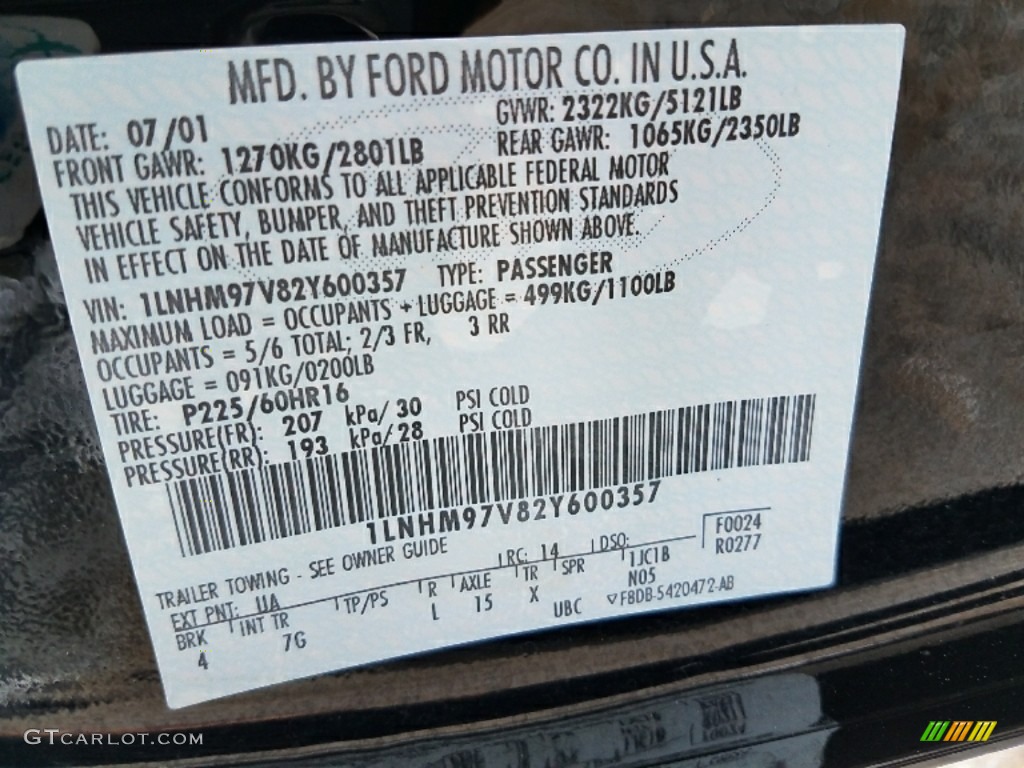 MFD. BY FORD MOTOR CO. IN U.S.A.
DATE: 07/01 GVWR: 2322KG/5121LB
FRONT GAWR: 1270KG/2801LB REAR GAWR: 1065KG/2350LB
THIS VEHICLE CONFORMS TO ALL APPLICABLE FEDERAL MOTOR
VEHICLE SAFETY, BUMPER, AND THEFT PREVENTION STANDARDS
IN EFFECT ON THE DATE OF MANUFACTURE SHOWN ABOVE.
VIN: 1LNHM97V82Y600357 TYPE: PASSENGER
MAXIMUM LOAD = OCCUPANTS + LUGGAGE = 499KG/1100LB
OCCUPANTS = 5/6 TOTAL; 2/3 FR, 3 RR
LUGGAGE = 091KG/0200LB
TIRE: P225/60HR16
PRESSURE(FR): 207 kPa/ 30 PSI COLD
PRESSURE(RR): 193 kPa/28 PSI COLD
1LNHM97V82Y600357
TRAILER TOWING - SEE OWNER GUIDE
EXT PNT: UA RC: 14 DSO: F0024
R0277
BRK INT TR TP/PS R AXLE TR SPR 1JC1B
4 7G L 15 X N05
UBC F8DB-5420472-AB
GTCARLOT.COM